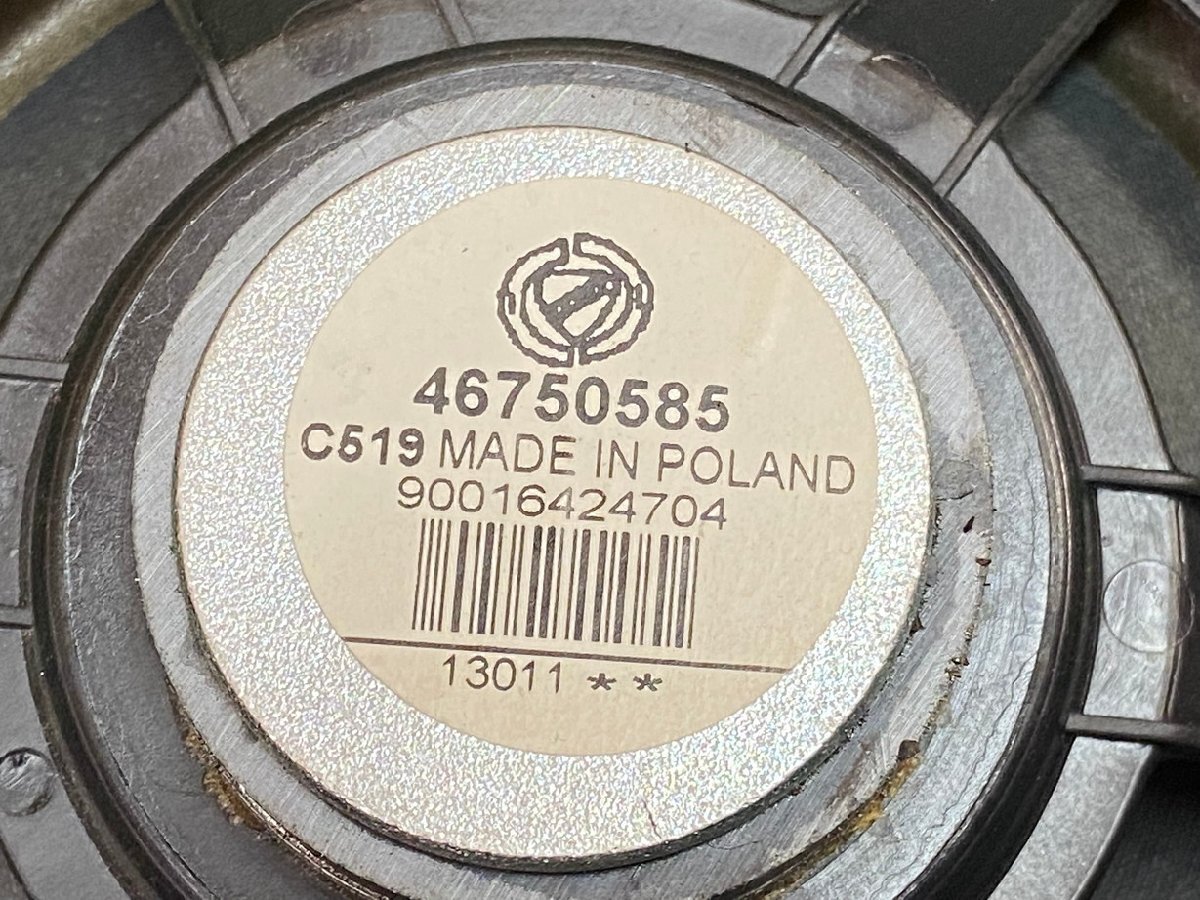 46750585
C519 MADE IN POLAND
90016424704
13011 **